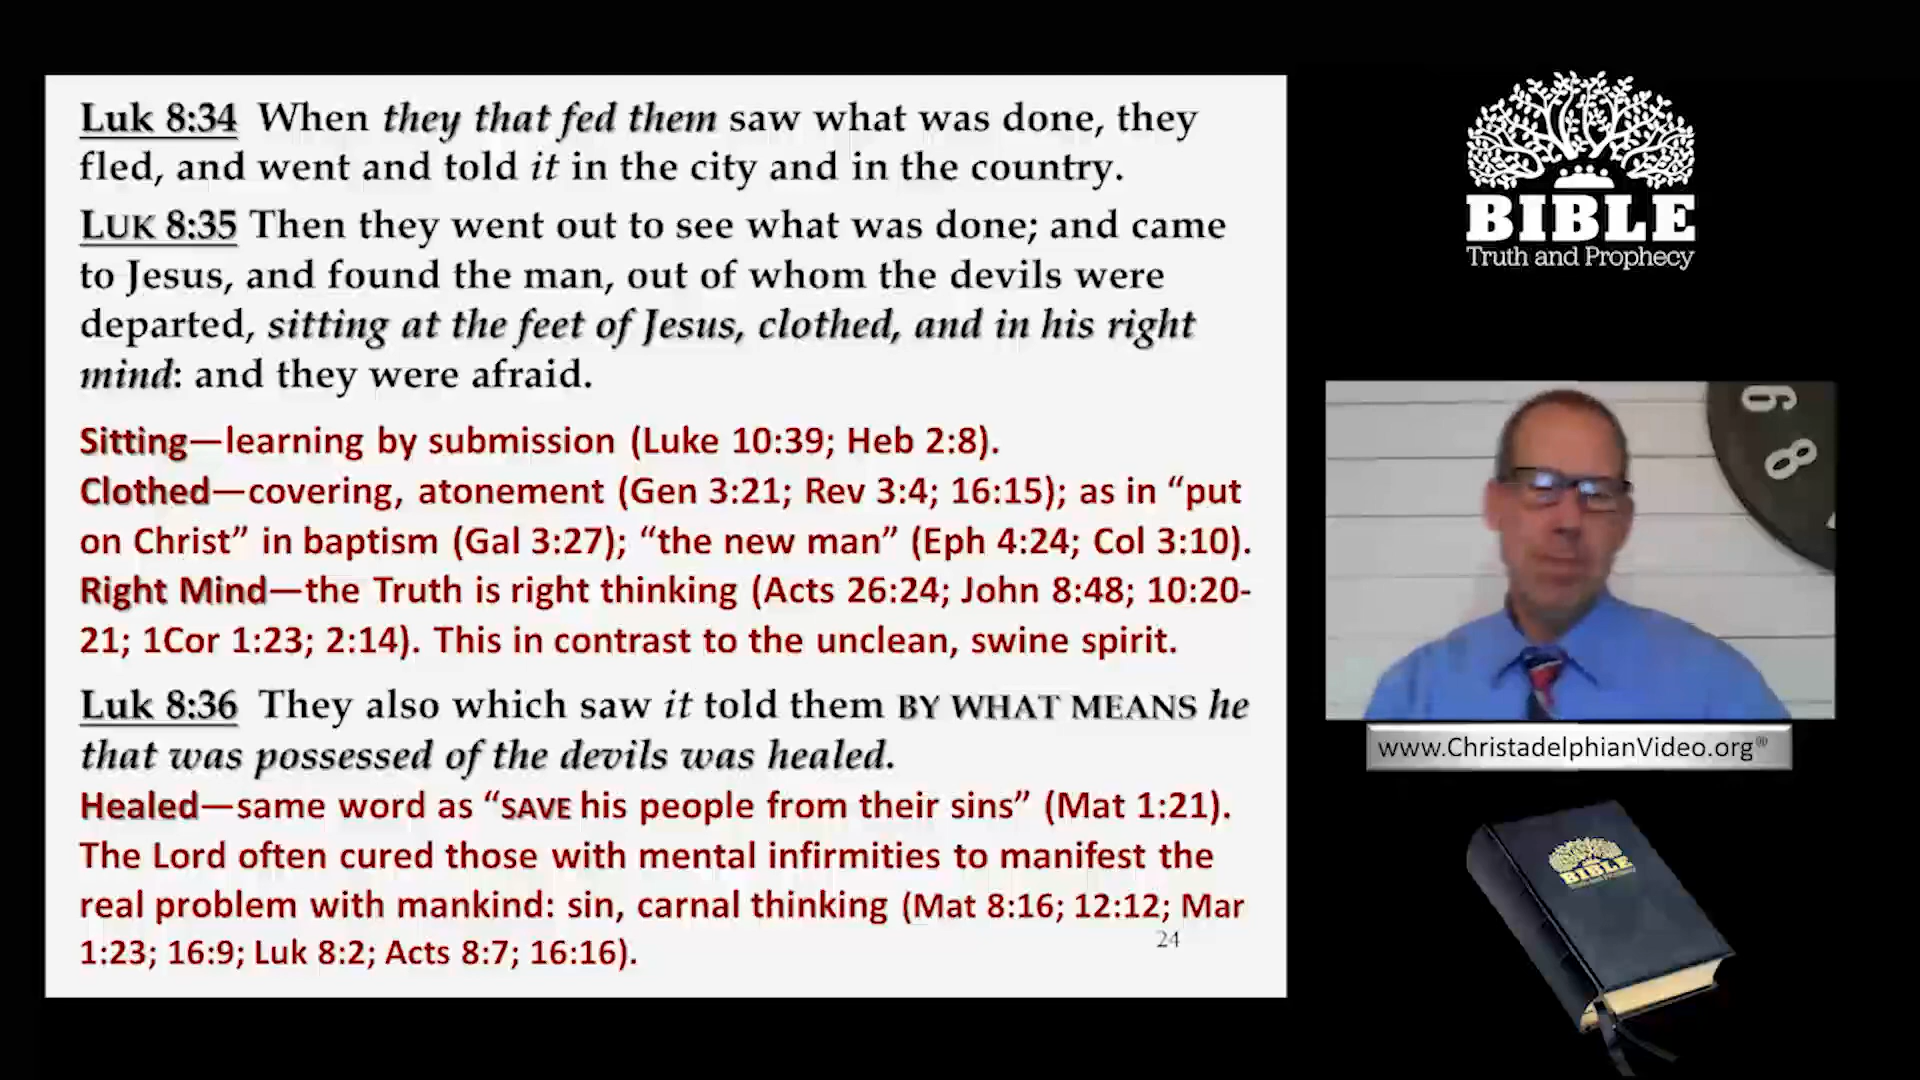 Luk 8:34 When they that fed them saw what was done, they
fled, and went and told it in the city and in the country.
LUK 8:35 Then they went out to see what was done; and came
to Jesus, and found the man, out of whom the devils were
departed, sitting at the feet of Jesus, clothed, and in his right
mind: and they were afraid.
Sitting—learning by submission (Luke 10:39; Heb 2:8).
Clothed—covering, atonement (Gen 3:21; Rev 3:4; 16:15); as in “put
on Christ” in baptism (Gal 3:27); “the new man” (Eph 4:24; Col 3:10).
Right Mind—the Truth is right thinking (Acts 26:24; John 8:48; 10:20-
21; 1Cor 1:23; 2:14). This in contrast to the unclean, swine spirit.
Luk 8:36 They also which saw it told them BY WHAT MEANS he
that was possessed of the devils was healed.
Healed—same word as “SAVE his people from their sins” (Mat 1:21).
The Lord often cured those with mental infirmities to manifest the
real problem with mankind: sin, carnal thinking (Mat 8:16; 12:12; Mar
1:23; 16:9; Luk 8:2; Acts 8:7; 16:16).
24
BIBLE
Truth and Prophecy
6
8
www.ChristadelphianVideo.org®
BIBLE
Truth and Prophecy